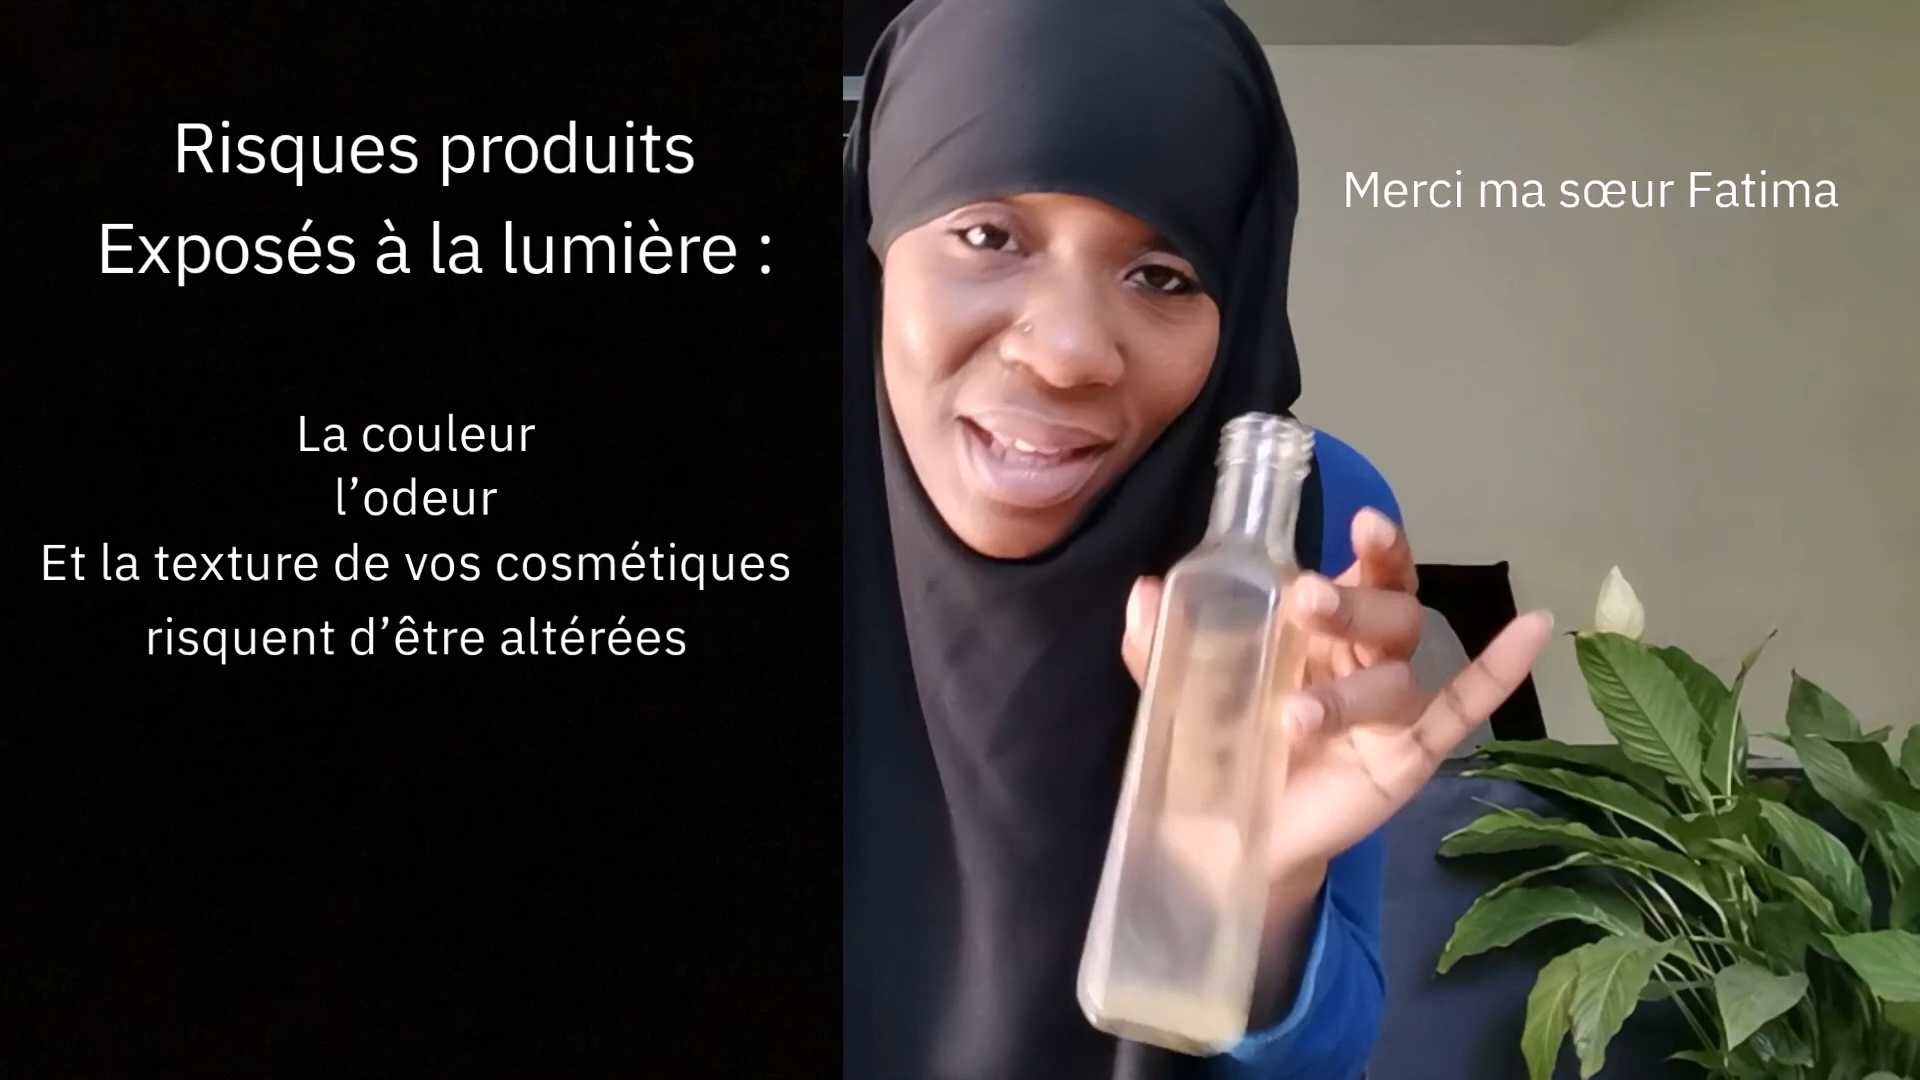 Risques produits
Exposés à la lumière :
La couleur
l’odeur
Et la texture de vos cosmétiques
risquent d’être altérées
Merci ma sœur Fatima